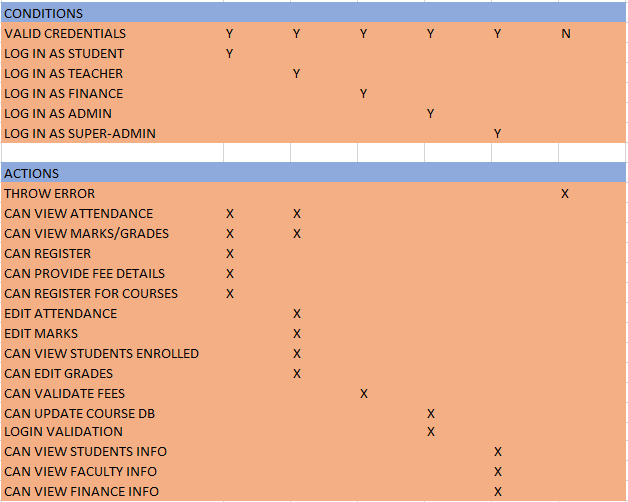 CONDITIONS
VALID CREDENTIALS Y Y Y Y Y N
LOG IN AS STUDENT Y
LOG IN AS TEACHER Y
LOG IN AS FINANCE Y
LOG IN AS ADMIN Y
LOG IN AS SUPER-ADMIN Y
ACTIONS
THROW ERROR X
CAN VIEW ATTENDANCE X X
CAN VIEW MARKS/GRADES X X
CAN REGISTER X
CAN PROVIDE FEE DETAILS X
CAN REGISTER FOR COURSES X
EDIT ATTENDANCE X
EDIT MARKS X
CAN VIEW STUDENTS ENROLLED X
CAN EDIT GRADES X
CAN VALIDATE FEES X
CAN UPDATE COURSE DB X
LOGIN VALIDATION X
CAN VIEW STUDENTS INFO X
CAN VIEW FACULTY INFO X
CAN VIEW FINANCE INFO X